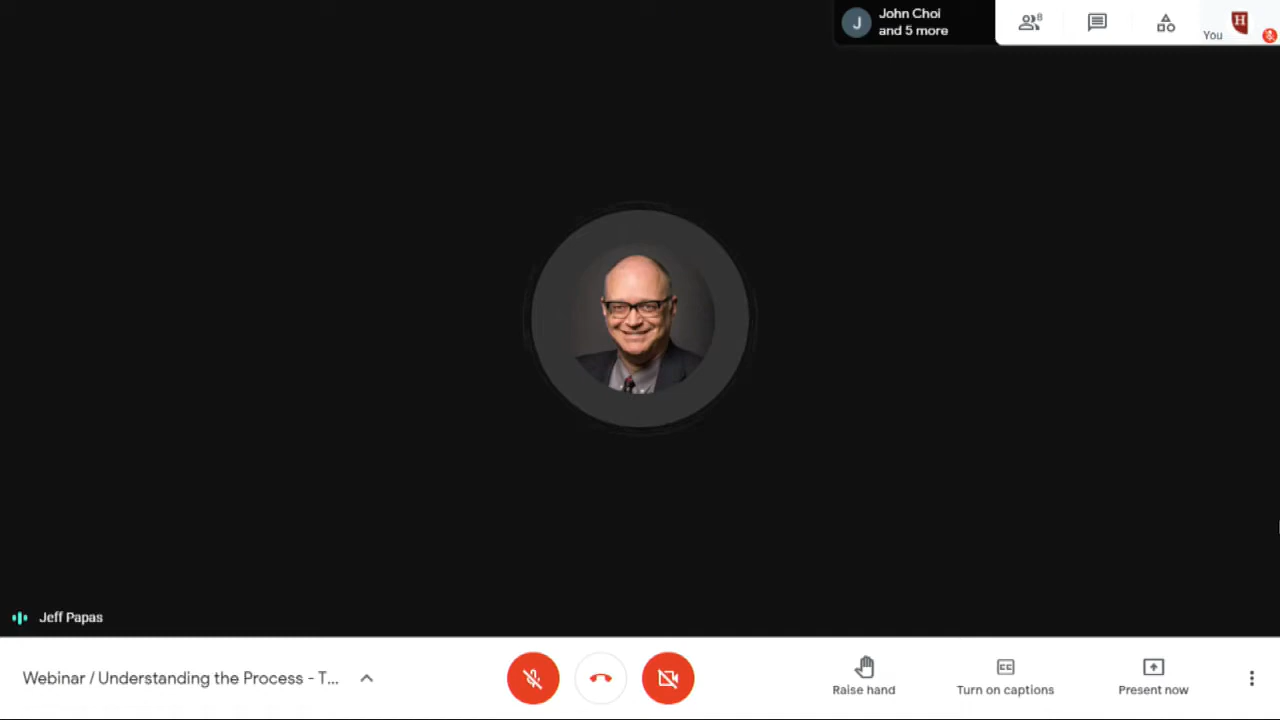 J
John Choi
and 5 more
8
H
You
Jeff Papas
Webinar / Understanding the Process - T...
CC
Raise hand
Turn on captions
Present now